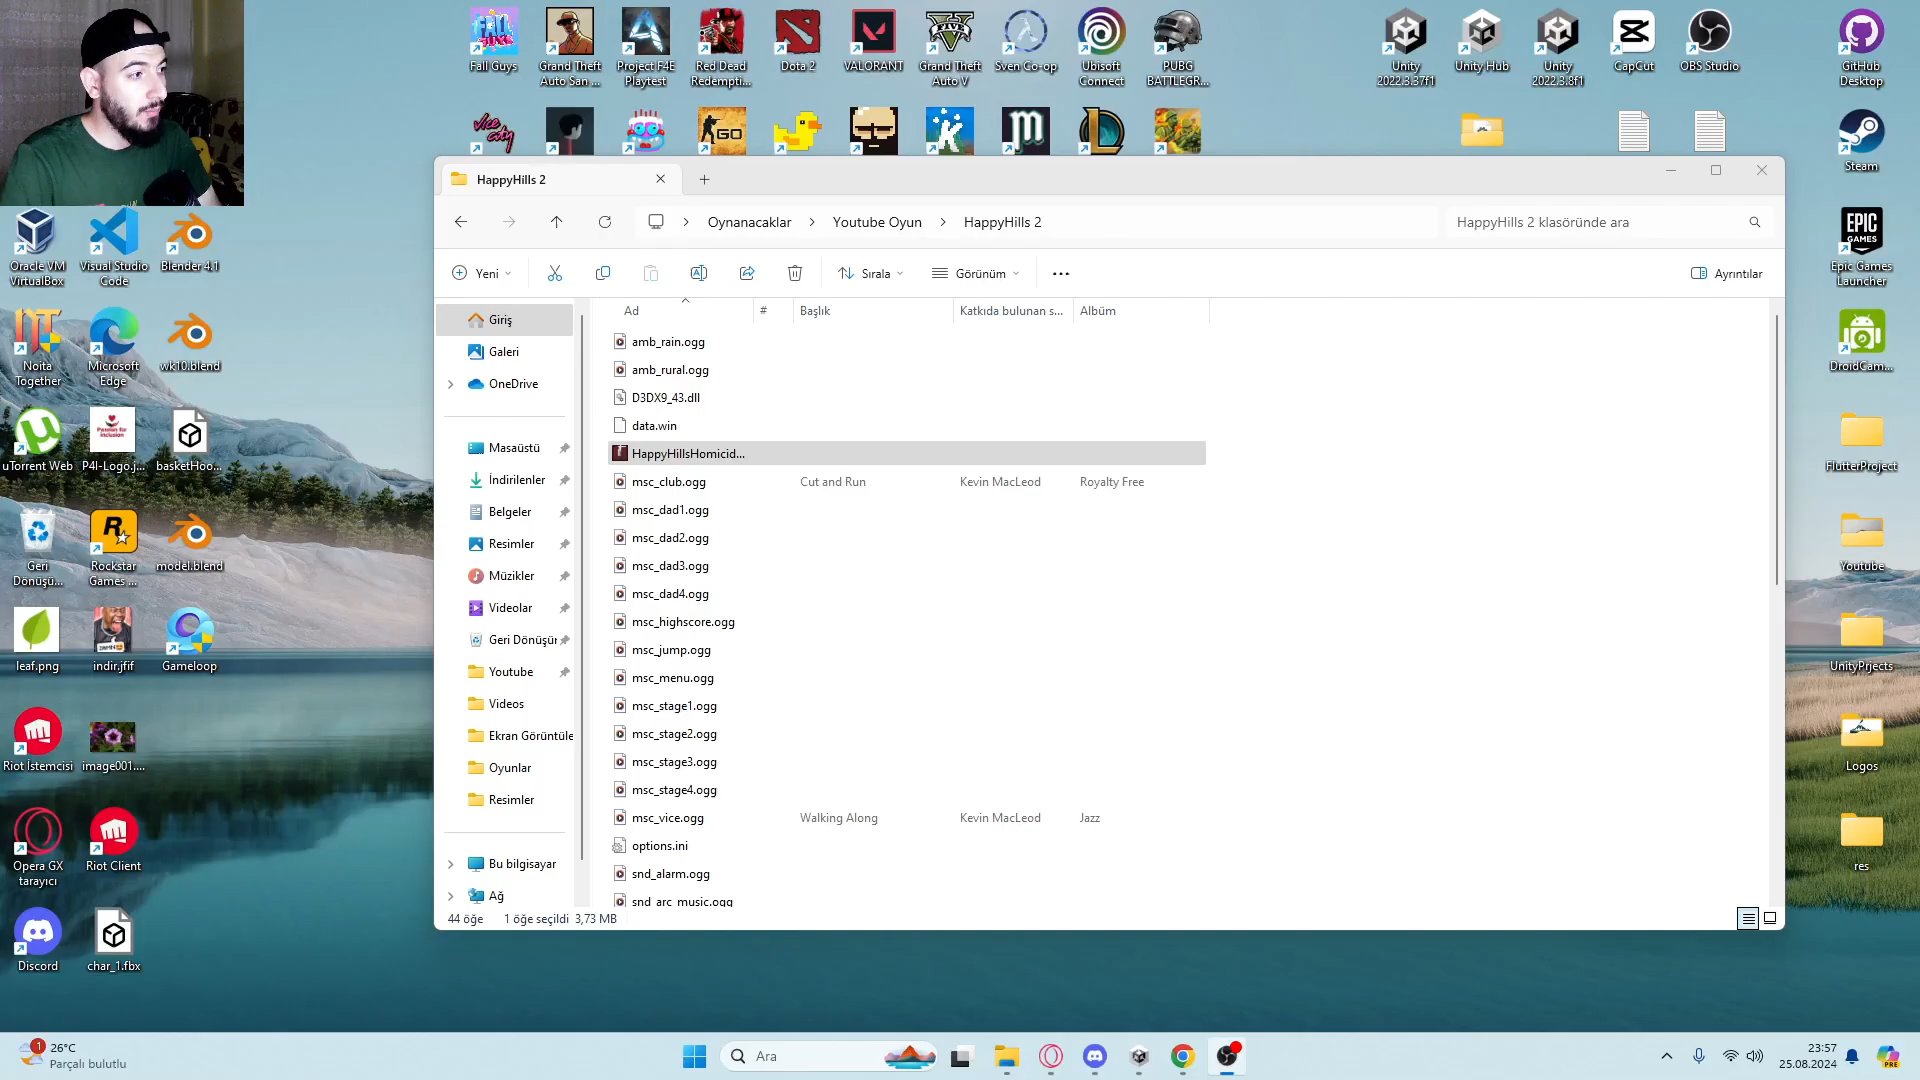 Fall Guys
Grand Theft
Auto San ...
Project F4E
Playtest
Red Dead
Redempti...
Dota 2
VALORANT
Grand Theft
Auto V
Sven Co-op
Ubisoft
Connect
PUBG
BATTLEGR...
Unity
2022.3.37f1
Unity Hub
Unity
2022.3.8f1
CapCut
OBS Studio
GitHub
Desktop
Steam
EPIC
GAMES
Epic Games
Launcher
DroidCam...
FlutterProject
Youtube
UnityPrjects
Logos
res
Oracle VM
VirtualBox
Visual Studio
Code
Blender 4.1
Noita
Together
Microsoft
Edge
wk10.blend
uTorrent Web
P4I-Logo.j...
basketHoo...
Geri
Dönüşü...
Rockstar
Games ...
model.blend
leaf.png
indir.jfif
Gameloop
Riot İstemcisi
image001....
Opera GX
tarayıcı
Riot Client
Discord
char_1.fbx
HappyHills 2
Oynanacaklar
Youtube Oyun
HappyHills 2
HappyHills 2 klasöründe ara
Yeni
Sırala
Görünüm
Ayrıntılar
Giriş
Galeri
OneDrive
Masaüstü
İndirilenler
Belgeler
Resimler
Müzikler
Videolar
Geri Dönüşür
Youtube
Videos
Ekran Görüntüle
Oyunlar
Resimler
Bu bilgisayar
Ağ
Ad
#
Başlık
Katkıda bulunan s...
Albüm
amb_rain.ogg
amb_rural.ogg
D3DX9_43.dll
data.win
HappyHillsHomicid...
msc_club.ogg Cut and Run Kevin MacLeod Royalty Free
msc_dad1.ogg
msc_dad2.ogg
msc_dad3.ogg
msc_dad4.ogg
msc_highscore.ogg
msc_jump.ogg
msc_menu.ogg
msc_stage1.ogg
msc_stage2.ogg
msc_stage3.ogg
msc_stage4.ogg
msc_vice.ogg Walking Along Kevin MacLeod Jazz
options.ini
snd_alarm.ogg
snd_arc_music.ogg
44 öğe 1 öğe seçildi 3,73 MB
1
26°C
Parçalı bulutlu
Ara
23:57
25.08.2024
PRE